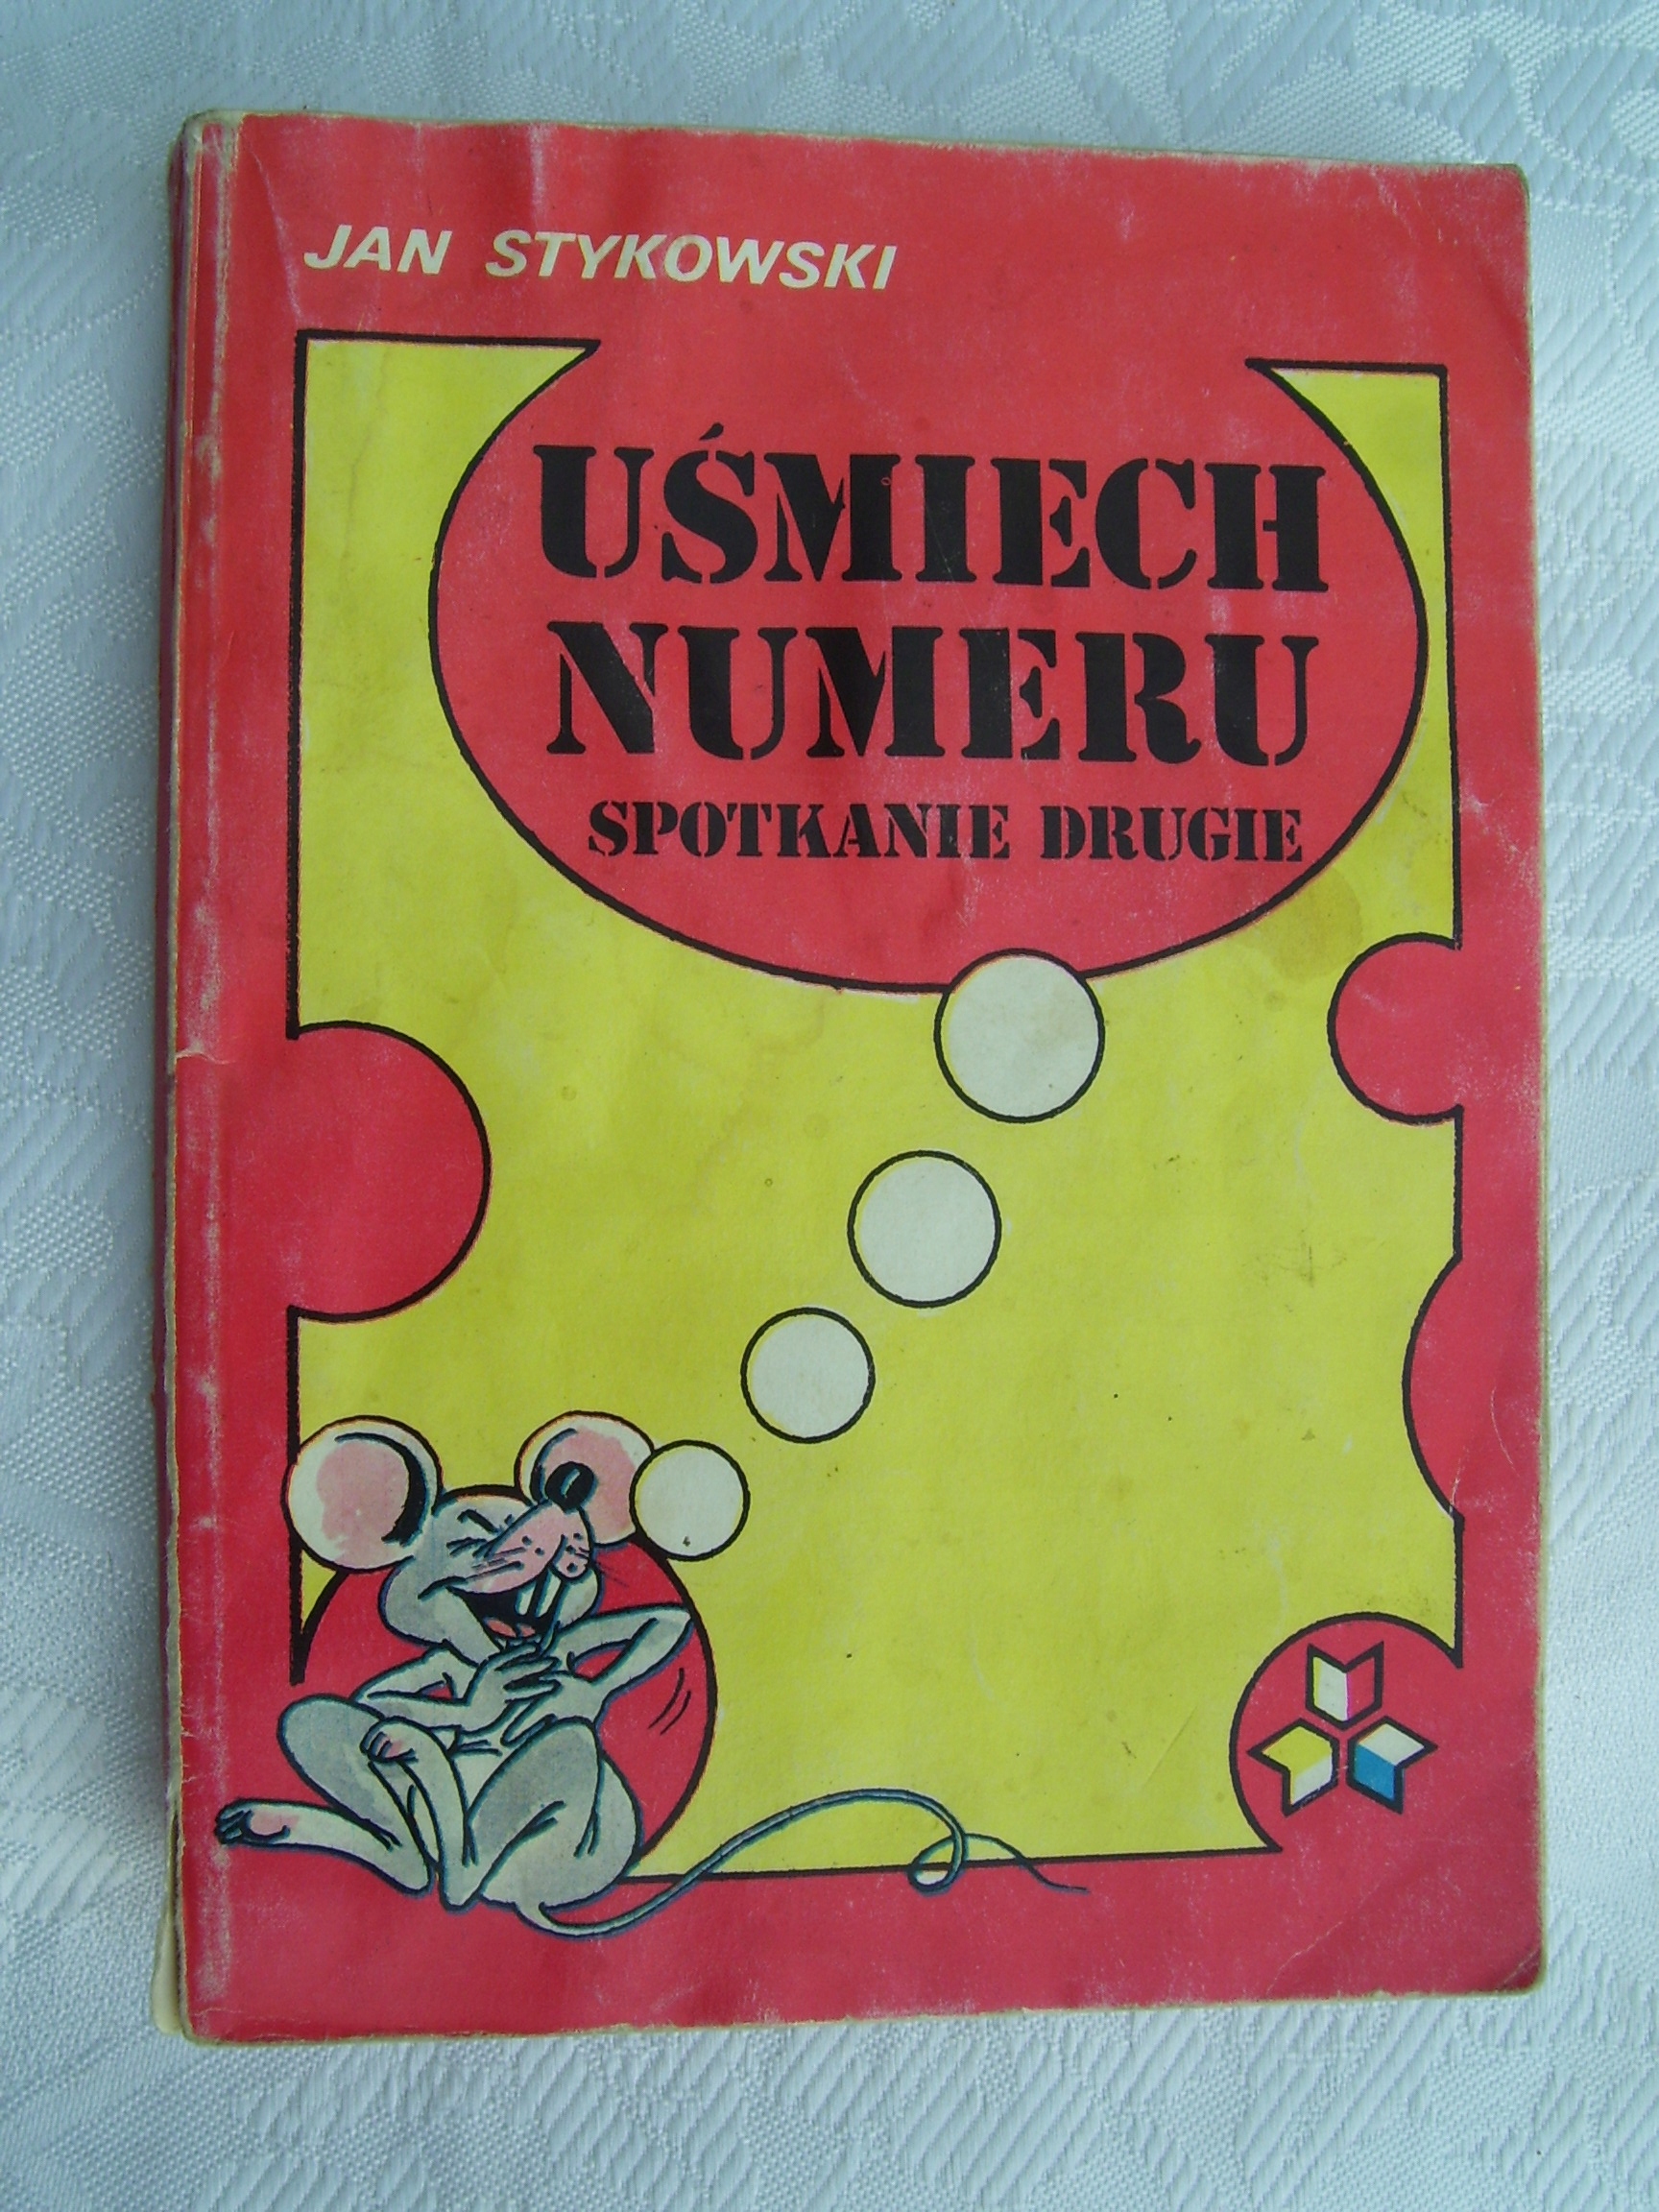 JAN STYKOWSKI
UŚMIECH
NUMERU
SPOTKANIE DRUGIE